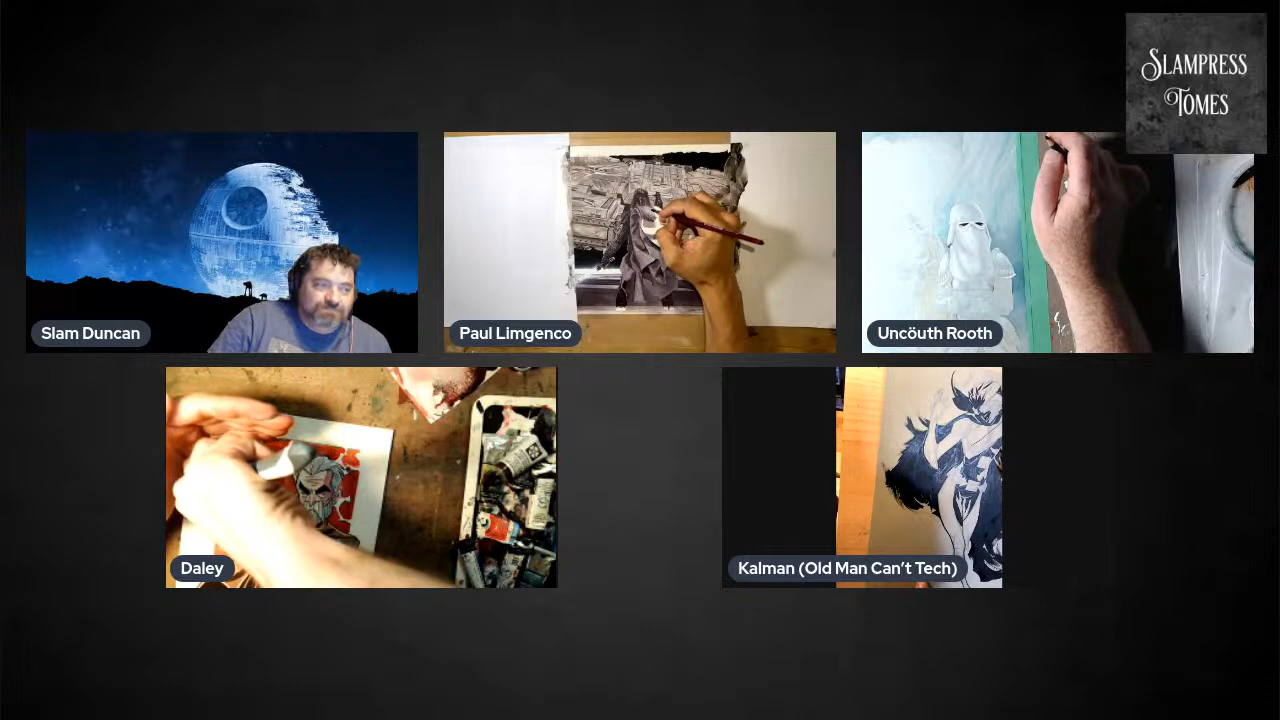 SLAMPRESS
TOMES
Slam Duncan
Paul Limgenco
Uncöuth Rooth
Daley
Kalman (Old Man Can’t Tech)